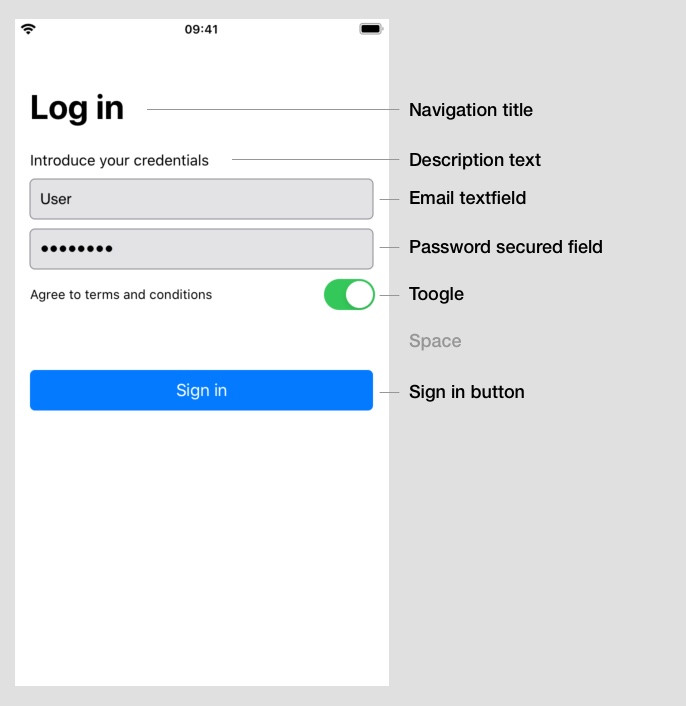 09:41
Log in
Navigation title
Introduce your credentials
Description text
User
Email textfield
●●●●●●●●
Password secured field
Agree to terms and conditions
Toogle
Space
Sign in
Sign in button